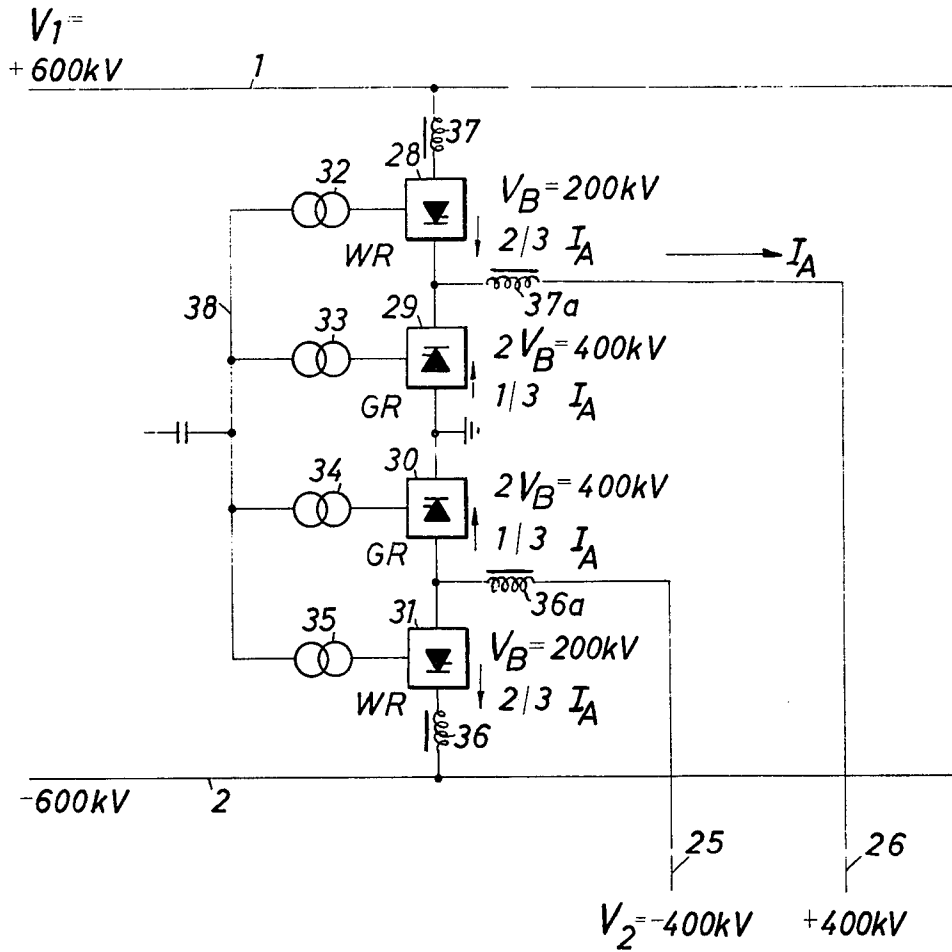 V1=
+600kV
1
37
28
32
VB=200kV
WR
2/3 IA
IA
37a
38
33
29
2VB=400kV
GR
1/3 IA
30
34
2VB=400kV
GR
1/3 IA
36a
35
31
VB=200kV
WR
2/3 IA
36
-600kV
2
25
26
V2=-400kV
+400kV